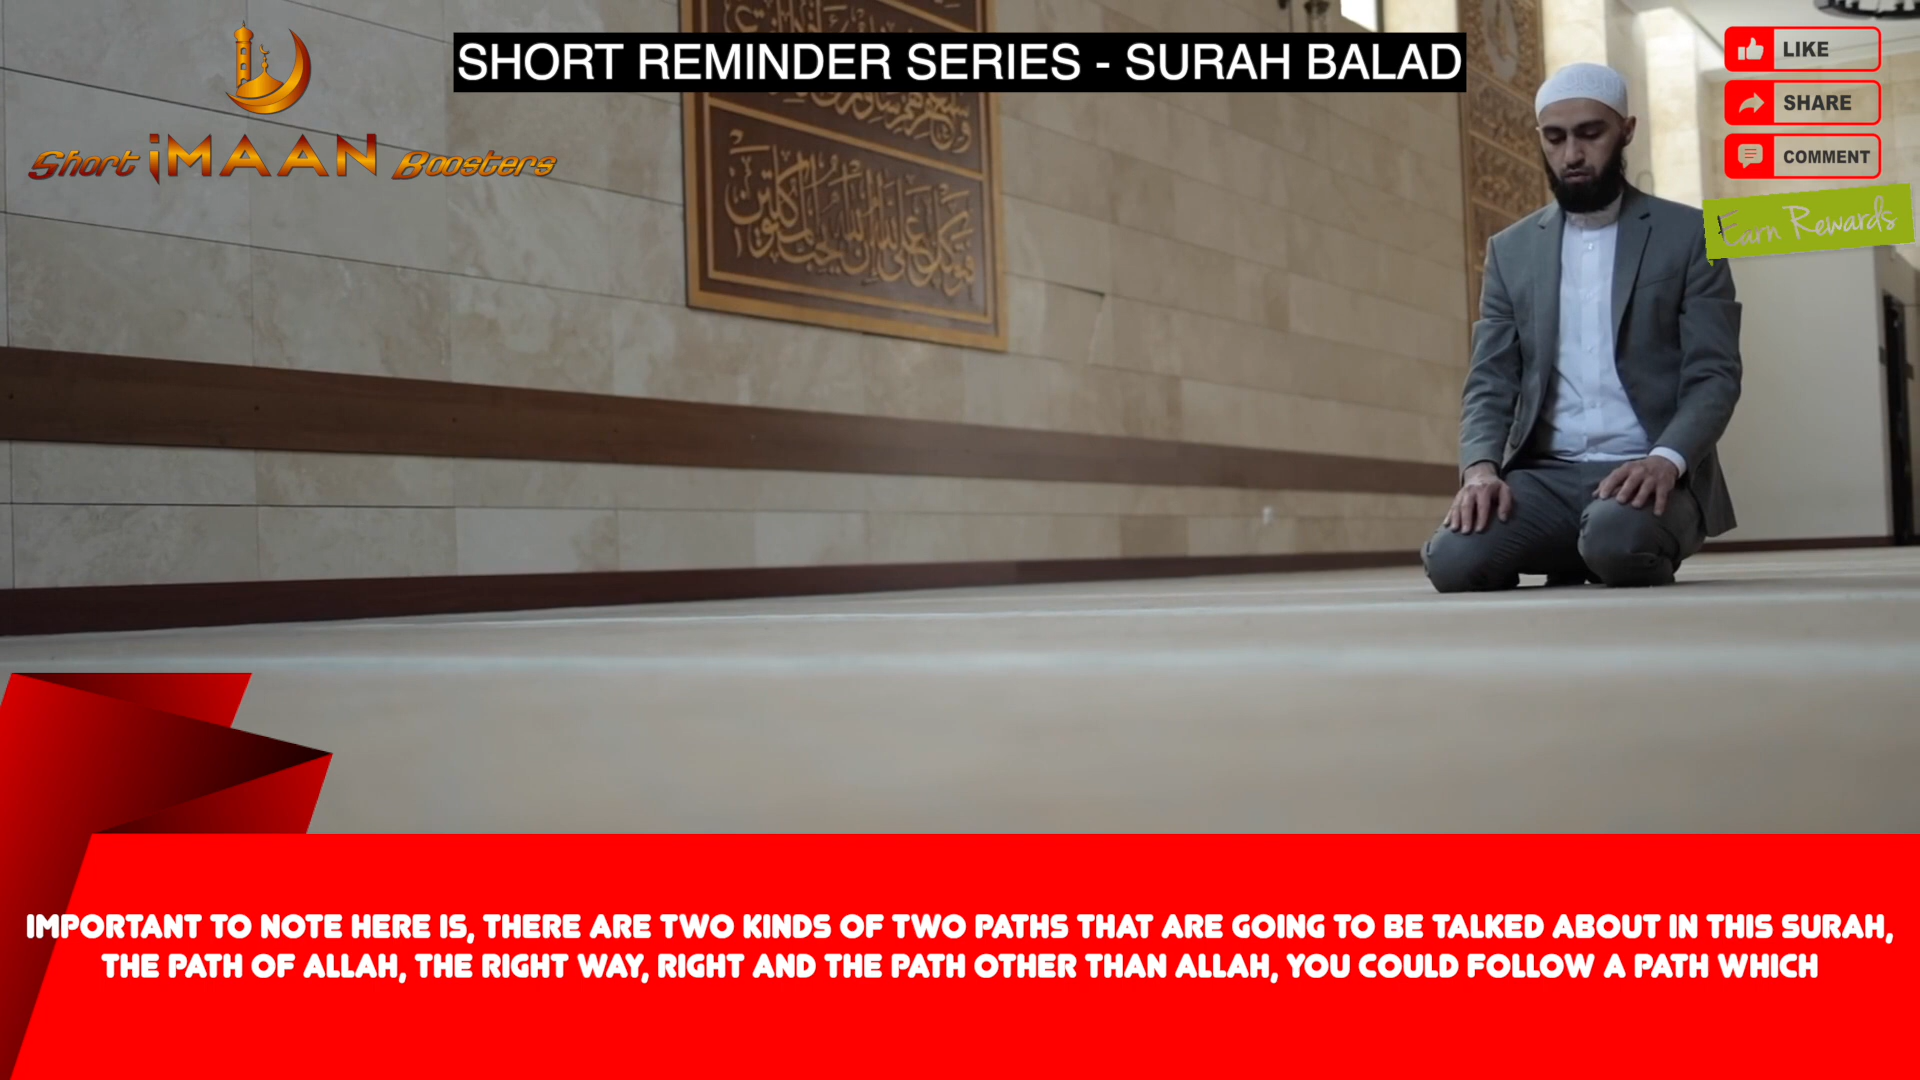 SHORT REMINDER SERIES - SURAH BALAD
Short iMAAN Boosters
LIKE
SHARE
COMMENT
Earn Rewards
IMPORTANT TO NOTE HERE IS, THERE ARE TWO KINDS OF TWO PATHS THAT ARE GOING TO BE TALKED ABOUT IN THIS SURAH,
THE PATH OF ALLAH, THE RIGHT WAY, RIGHT AND THE PATH OTHER THAN ALLAH, YOU COULD FOLLOW A PATH WHICH